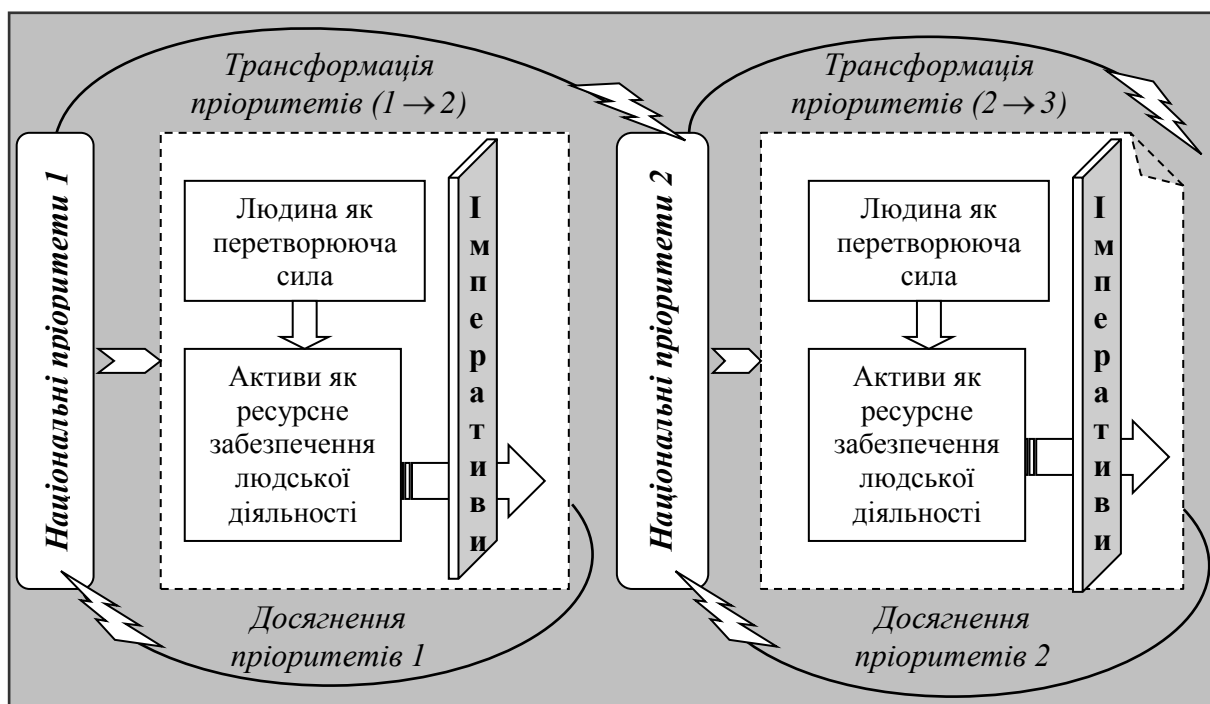 Трансформація
пріоритетів (1 → 2)
Національні пріоритети 1
Людина як
перетворююча
сила
Активи як
ресурсне
забезпечення
людської
діяльності
Імперативи
Досягнення
пріоритетів 1
Трансформація
пріоритетів (2 → 3)
Національні пріоритети 2
Людина як
перетворююча
сила
Активи як
ресурсне
забезпечення
людської
діяльності
Імперативи
Досягнення
пріоритетів 2